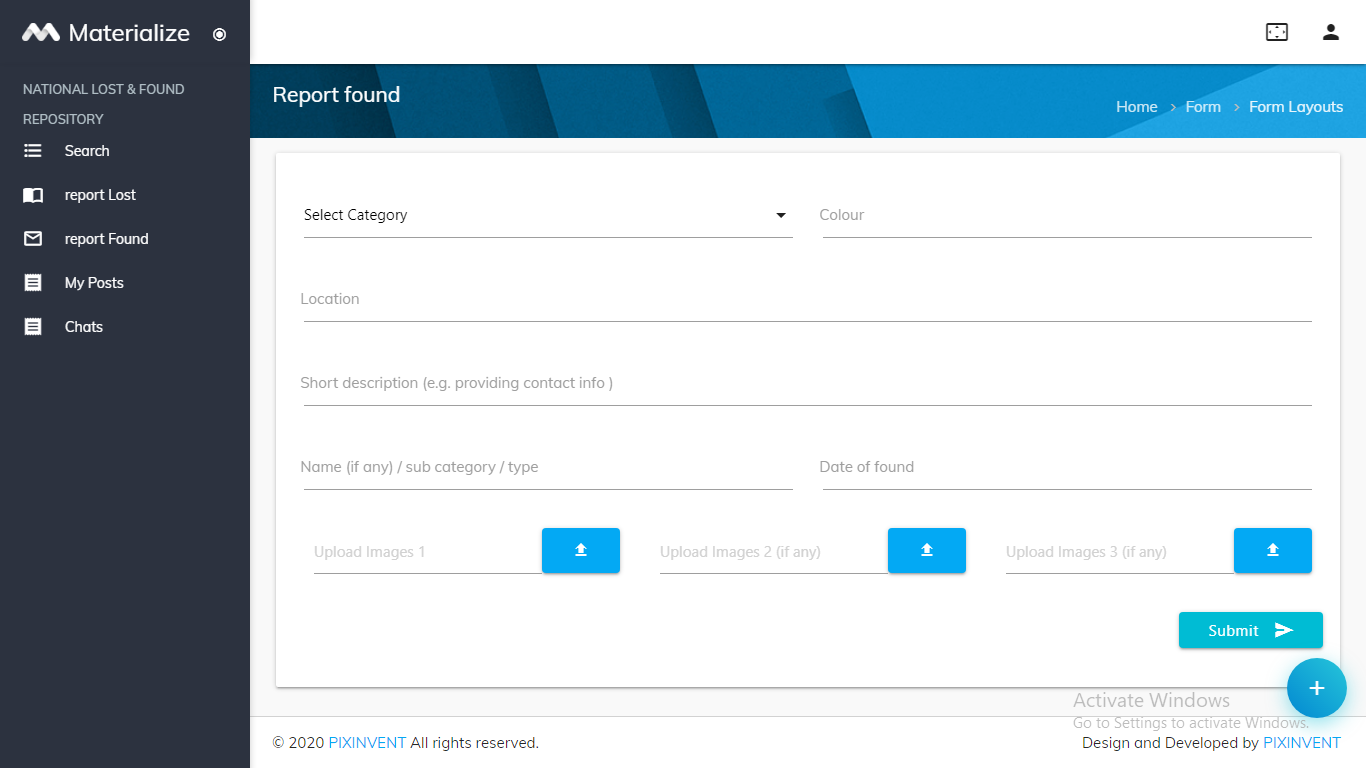 Materialize
NATIONAL LOST & FOUND
REPOSITORY
Search
report Lost
report Found
My Posts
Chats
Report found
Home > Form > Form Layouts
Select Category
Colour
Location
Short description (e.g. providing contact info )
Name (if any) / sub category / type
Date of found
Upload Images 1
Upload Images 2 (if any)
Upload Images 3 (if any)
Submit
+
Activate Windows
Go to Settings to activate Windows.
© 2020 PIXINVENT All rights reserved.
Design and Developed by PIXINVENT